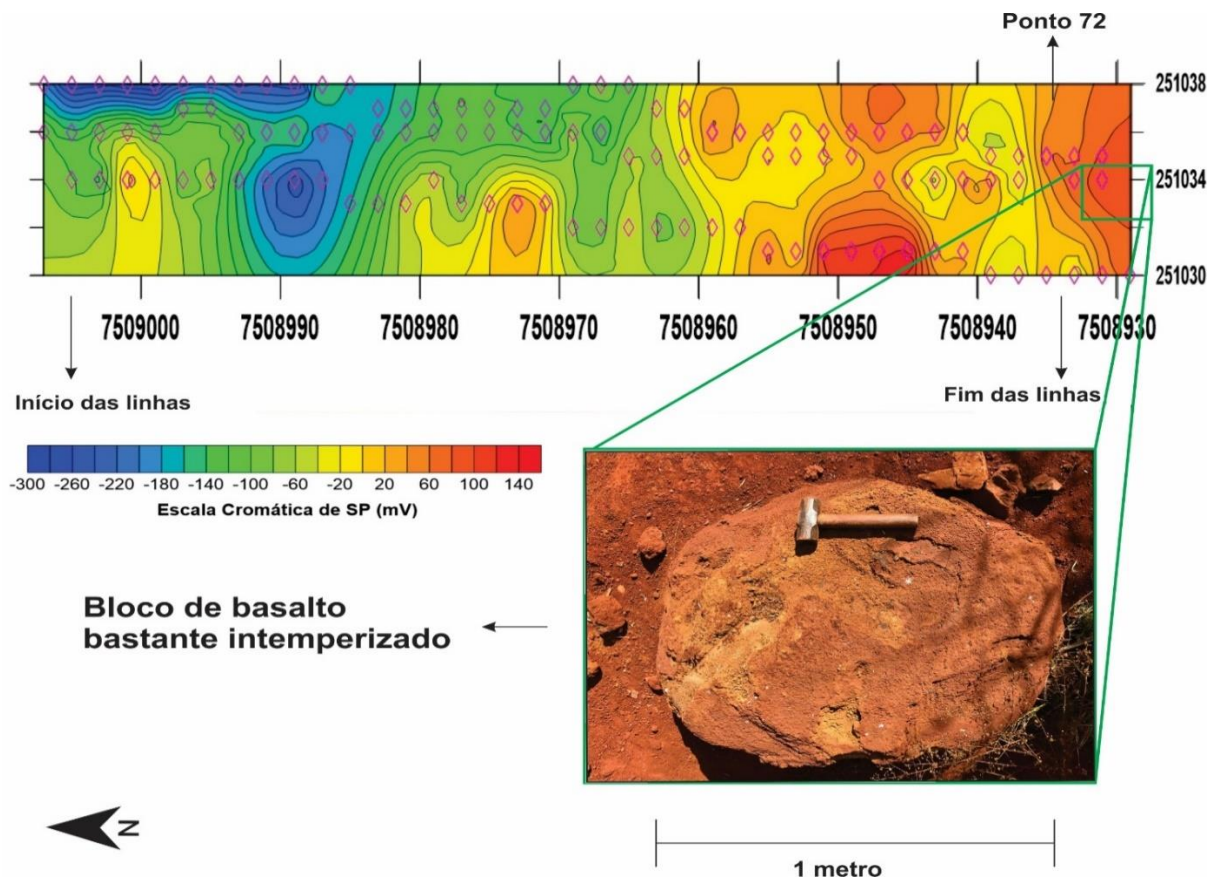 Ponto 72
251038
251034
251030
7509000 7508990 7508980 7508970 7508960 7508950 7508940 7508930
Início das linhas
Fim das linhas
-300 -260 -220 -180 -140 -100 -60 -20 20 60 100 140
Escala Cromática de SP (mV)
Bloco de basalto
bastante intemperizado
N
1 metro